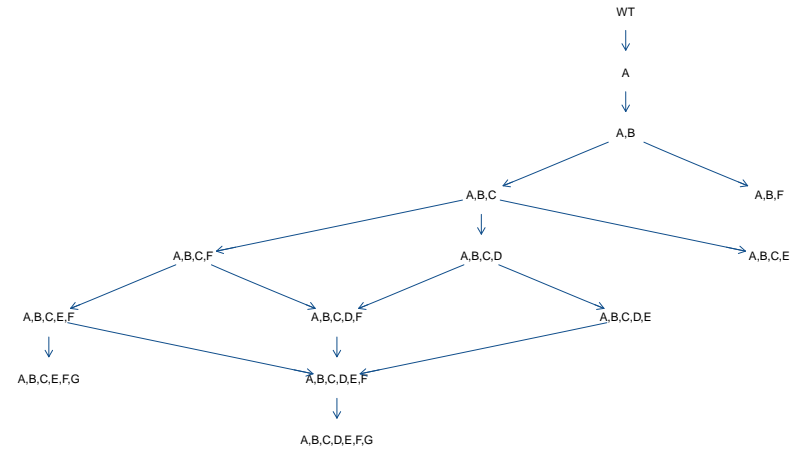 WT
A
A,B
A,B,C
A,B,F
A,B,C,F
A,B,C,D
A,B,C,E
A,B,C,E,F
A,B,C,D,F
A,B,C,D,E
A,B,C,E,F,G
A,B,C,D,E,F
A,B,C,D,E,F,G